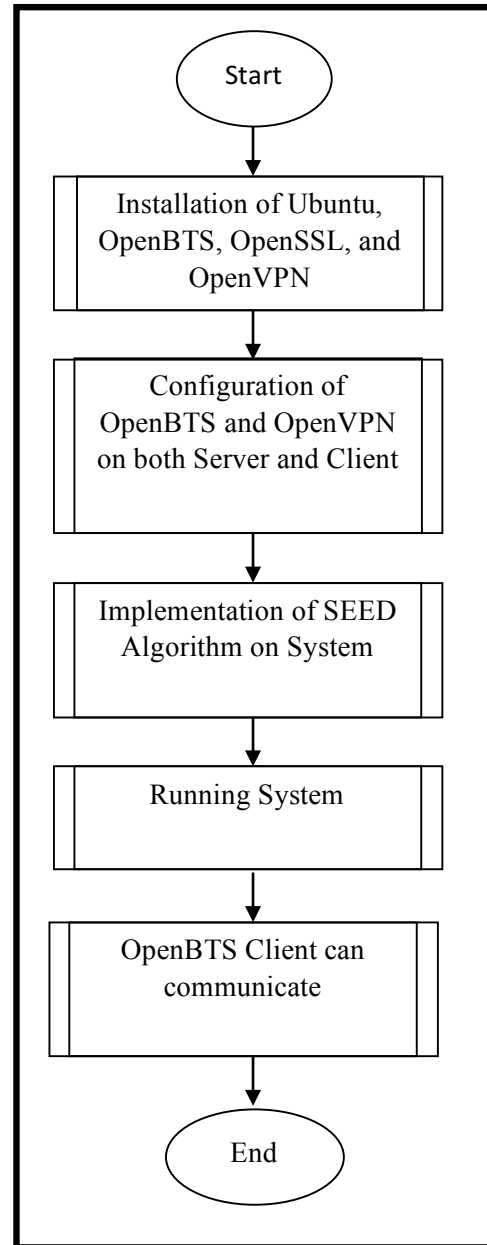 Start
Installation of Ubuntu,
OpenBTS, OpenSSL, and
OpenVPN
Configuration of
OpenBTS and OpenVPN
on both Server and Client
Implementation of SEED
Algorithm on System
Running System
OpenBTS Client can
communicate
End